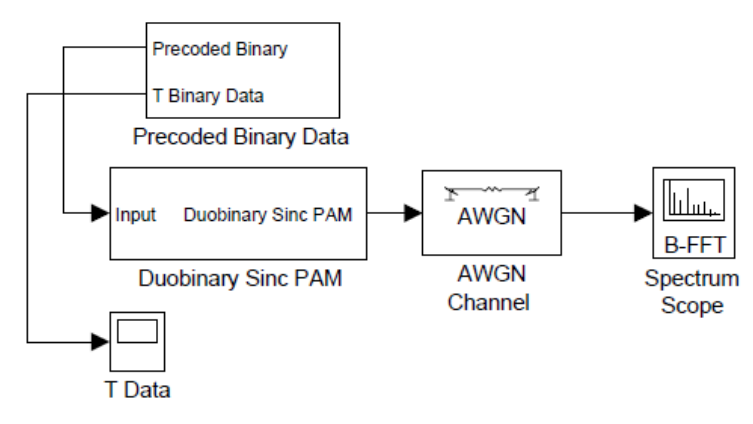 Precoded Binary
T Binary Data
Precoded Binary Data
Input Duobinary Sinc PAM
Duobinary Sinc PAM
AWGN
AWGN
Channel
B-FFT
Spectrum
Scope
T Data